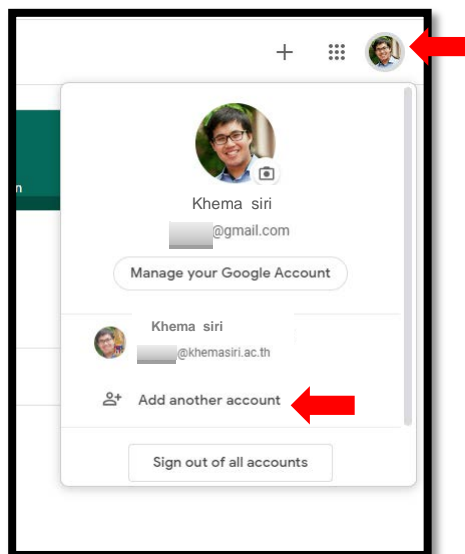 n
Khema siri
@gmail.com
Manage your Google Account
Khema siri
@khemasiri.ac.th
Add another account
Sign out of all accounts